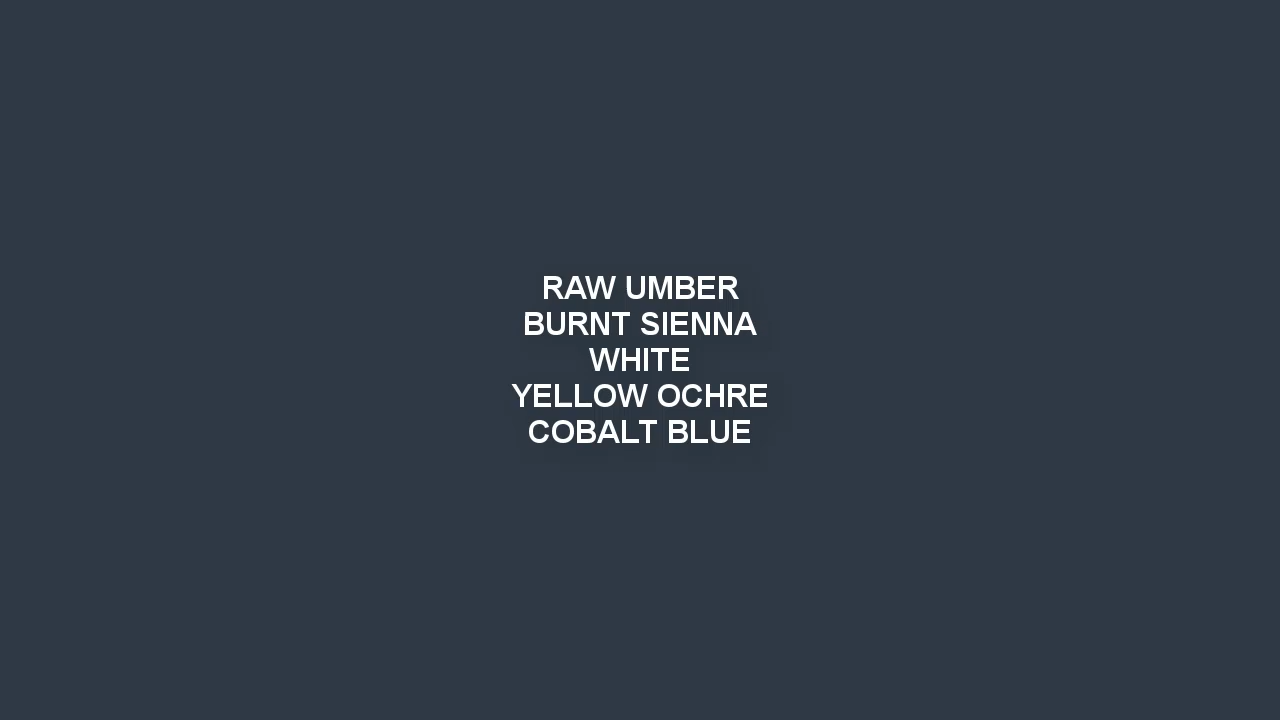 RAW UMBER
BURNT SIENNA
WHITE
YELLOW OCHRE
COBALT BLUE